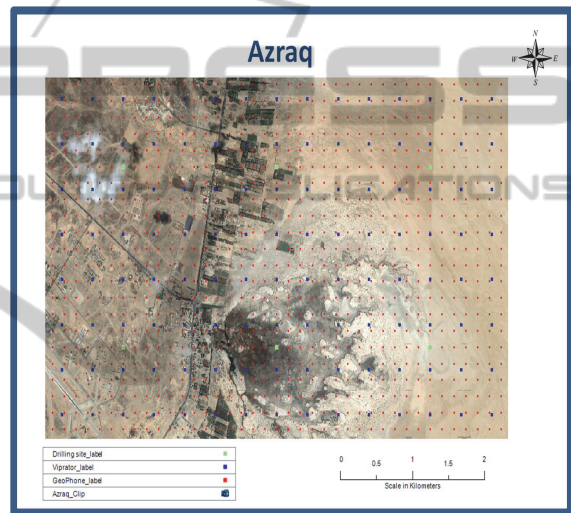 Azraq
N
W E
S
Drilling site_label
Viprator_label
GeoPhone_label
Azraq_Clip
0 0.5 1 1.5 2
Scale in Kilometers